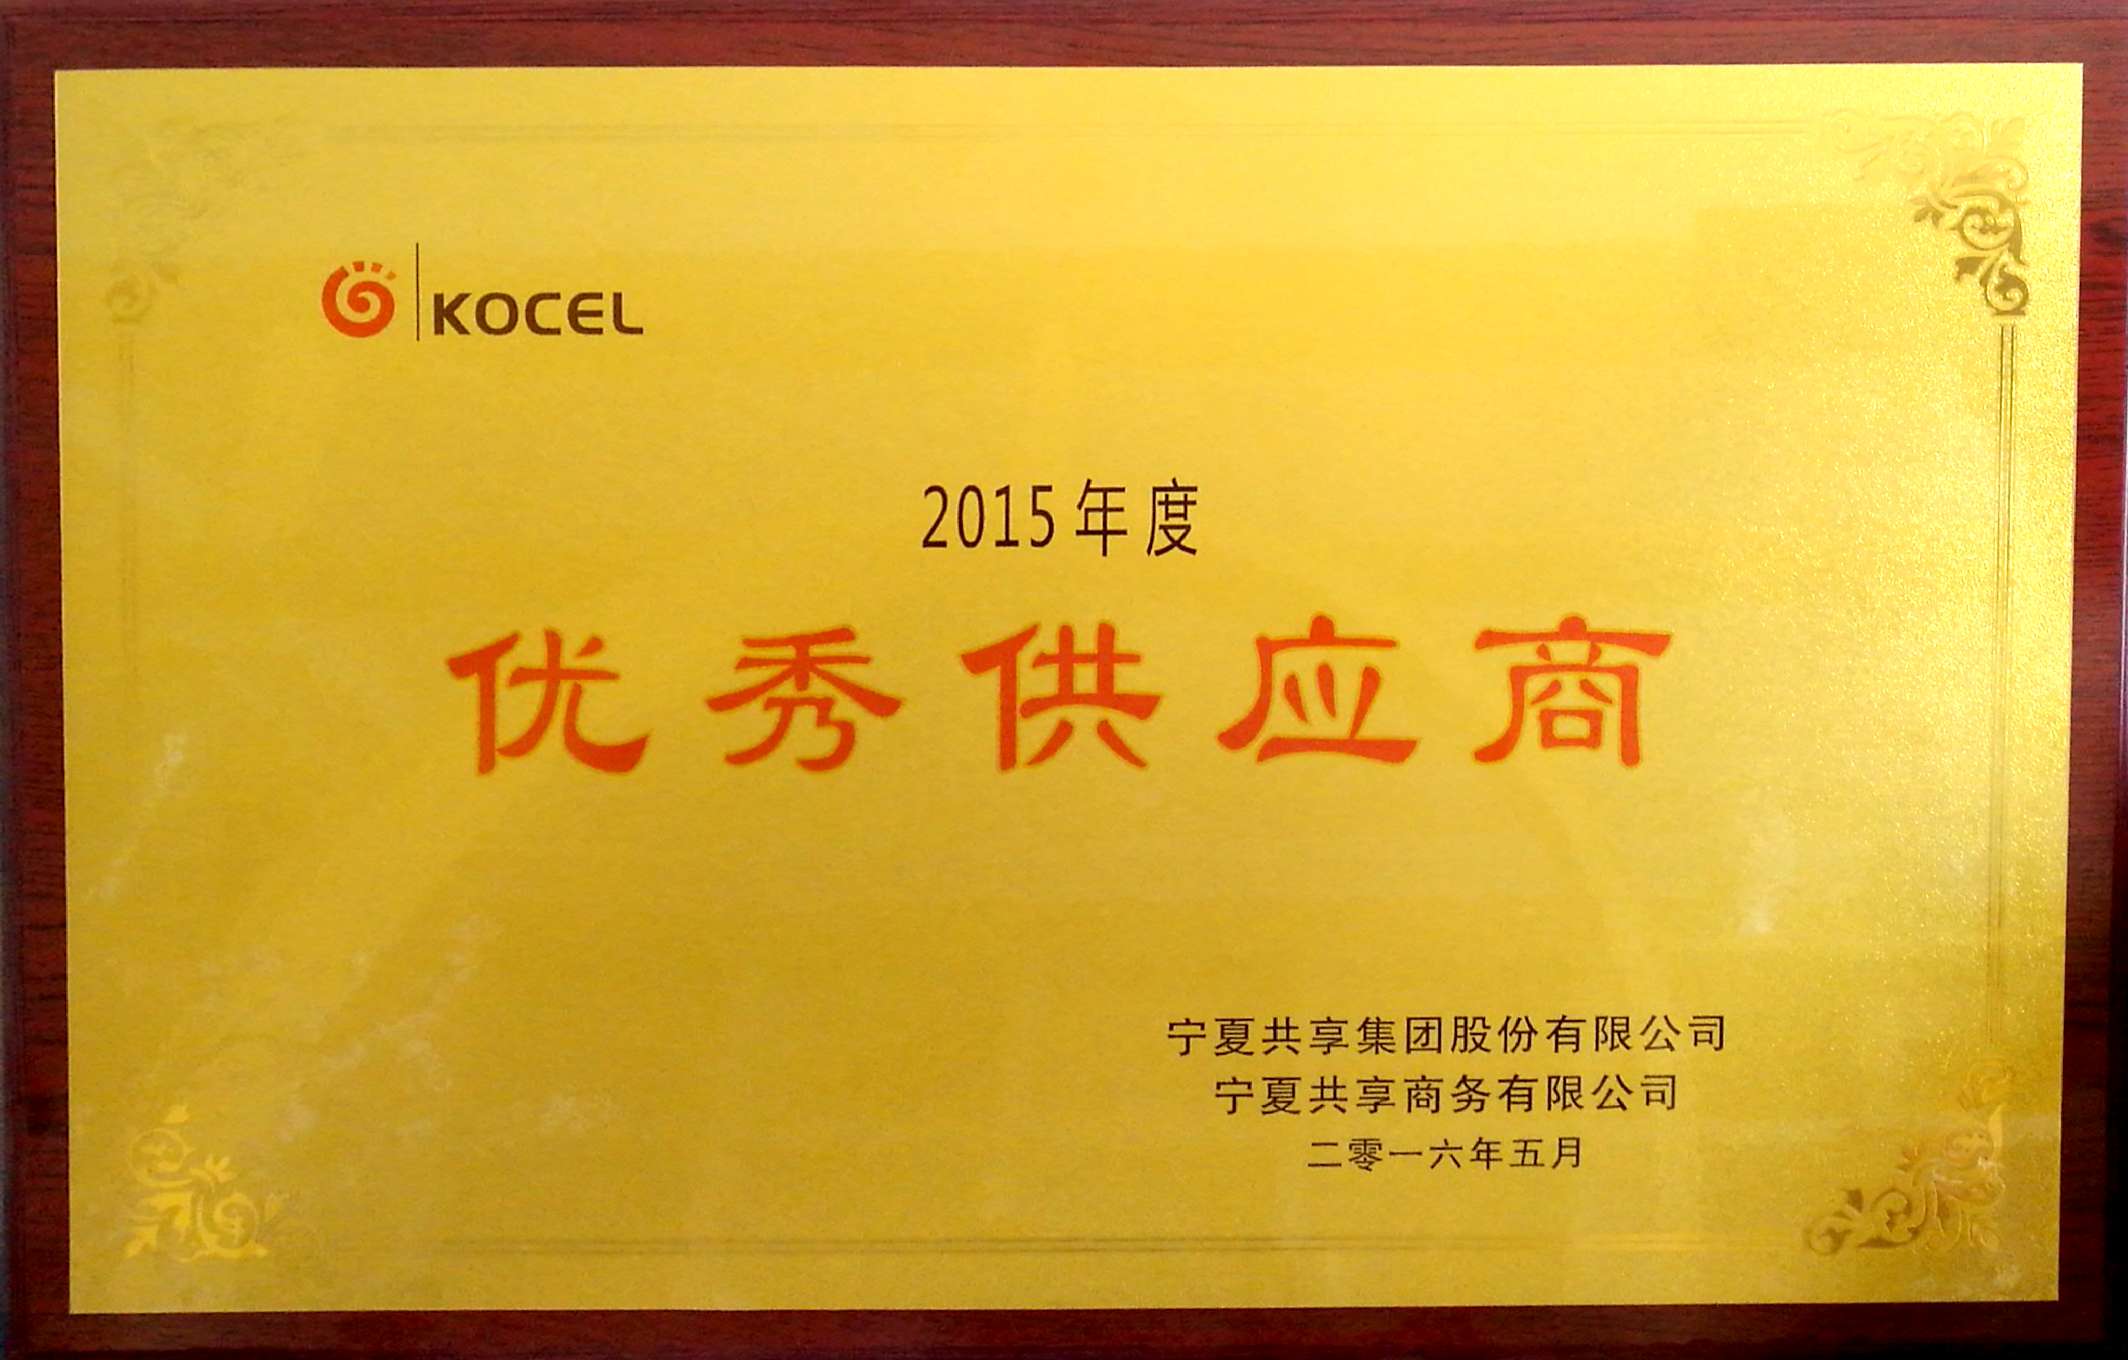 KOCEL
2015年度
优秀供应商
宁夏共享集团股份有限公司
宁夏共享商务有限公司
二零一六年五月